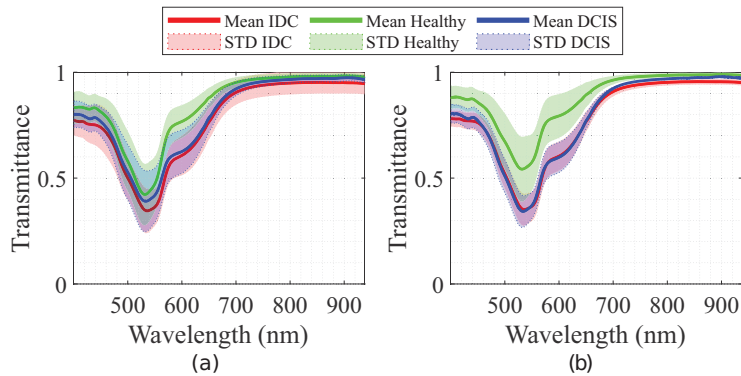 Mean IDC Mean Healthy Mean DCIS
STD IDC STD Healthy STD DCIS
1
0.5
0
Transmittance
500 600 700 800 900
Wavelength (nm)
(a)
1
0.5
0
Transmittance
500 600 700 800 900
Wavelength (nm)
(b)